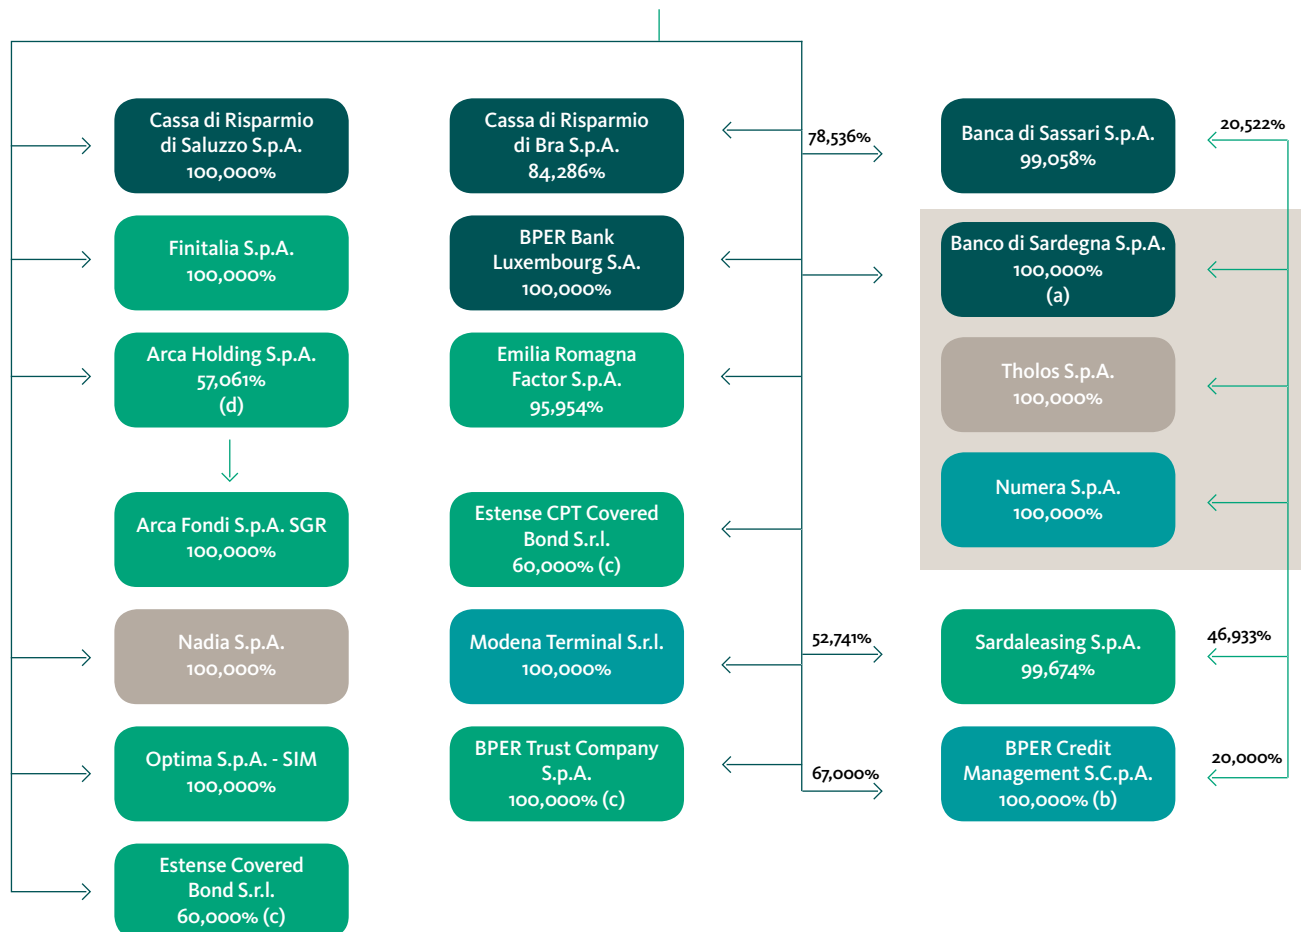 Cassa di Risparmio
di Saluzzo S.p.A.
100,000%
Finitalia S.p.A.
100,000%
Arca Holding S.p.A.
57,061%
(d)
Arca Fondi S.p.A. SGR
100,000%
Nadia S.p.A.
100,000%
Optima S.p.A. - SIM
100,000%
Estense Covered
Bond S.r.l.
60,000% (c)
Cassa di Risparmio
di Bra S.p.A.
84,286%
BPER Bank
Luxembourg S.A.
100,000%
Emilia Romagna
Factor S.p.A.
95,954%
Estense CPT Covered
Bond S.r.l.
60,000% (c)
Modena Terminal S.r.l.
100,000%
BPER Trust Company
S.p.A.
100,000% (c)
78,536%
Banca di Sassari S.p.A.
99,058%
20,522%
Banco di Sardegna S.p.A.
100,000%
(a)
Tholos S.p.A.
100,000%
Numera S.p.A.
100,000%
52,741%
Sardaleasing S.p.A.
99,674%
46,933%
67,000%
BPER Credit
Management S.C.p.A.
100,000% (b)
20,000%